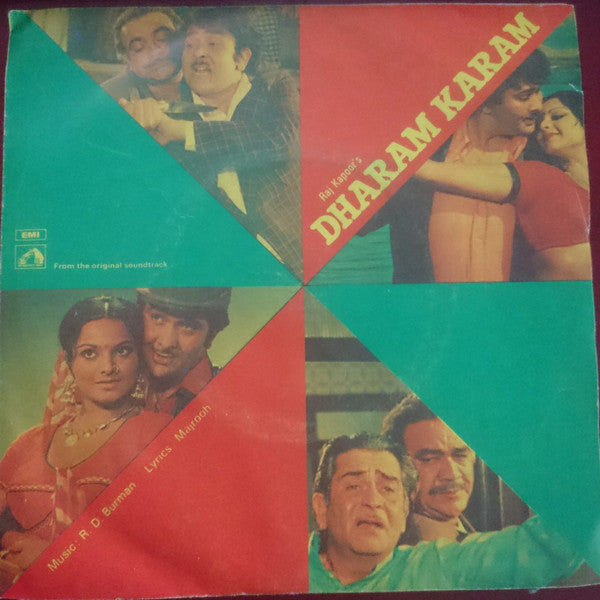 Raj Kapoor's
DHARAM KARAM
EMI
From the original soundtrack
Music: R. D. Burman Lyrics Majrooh